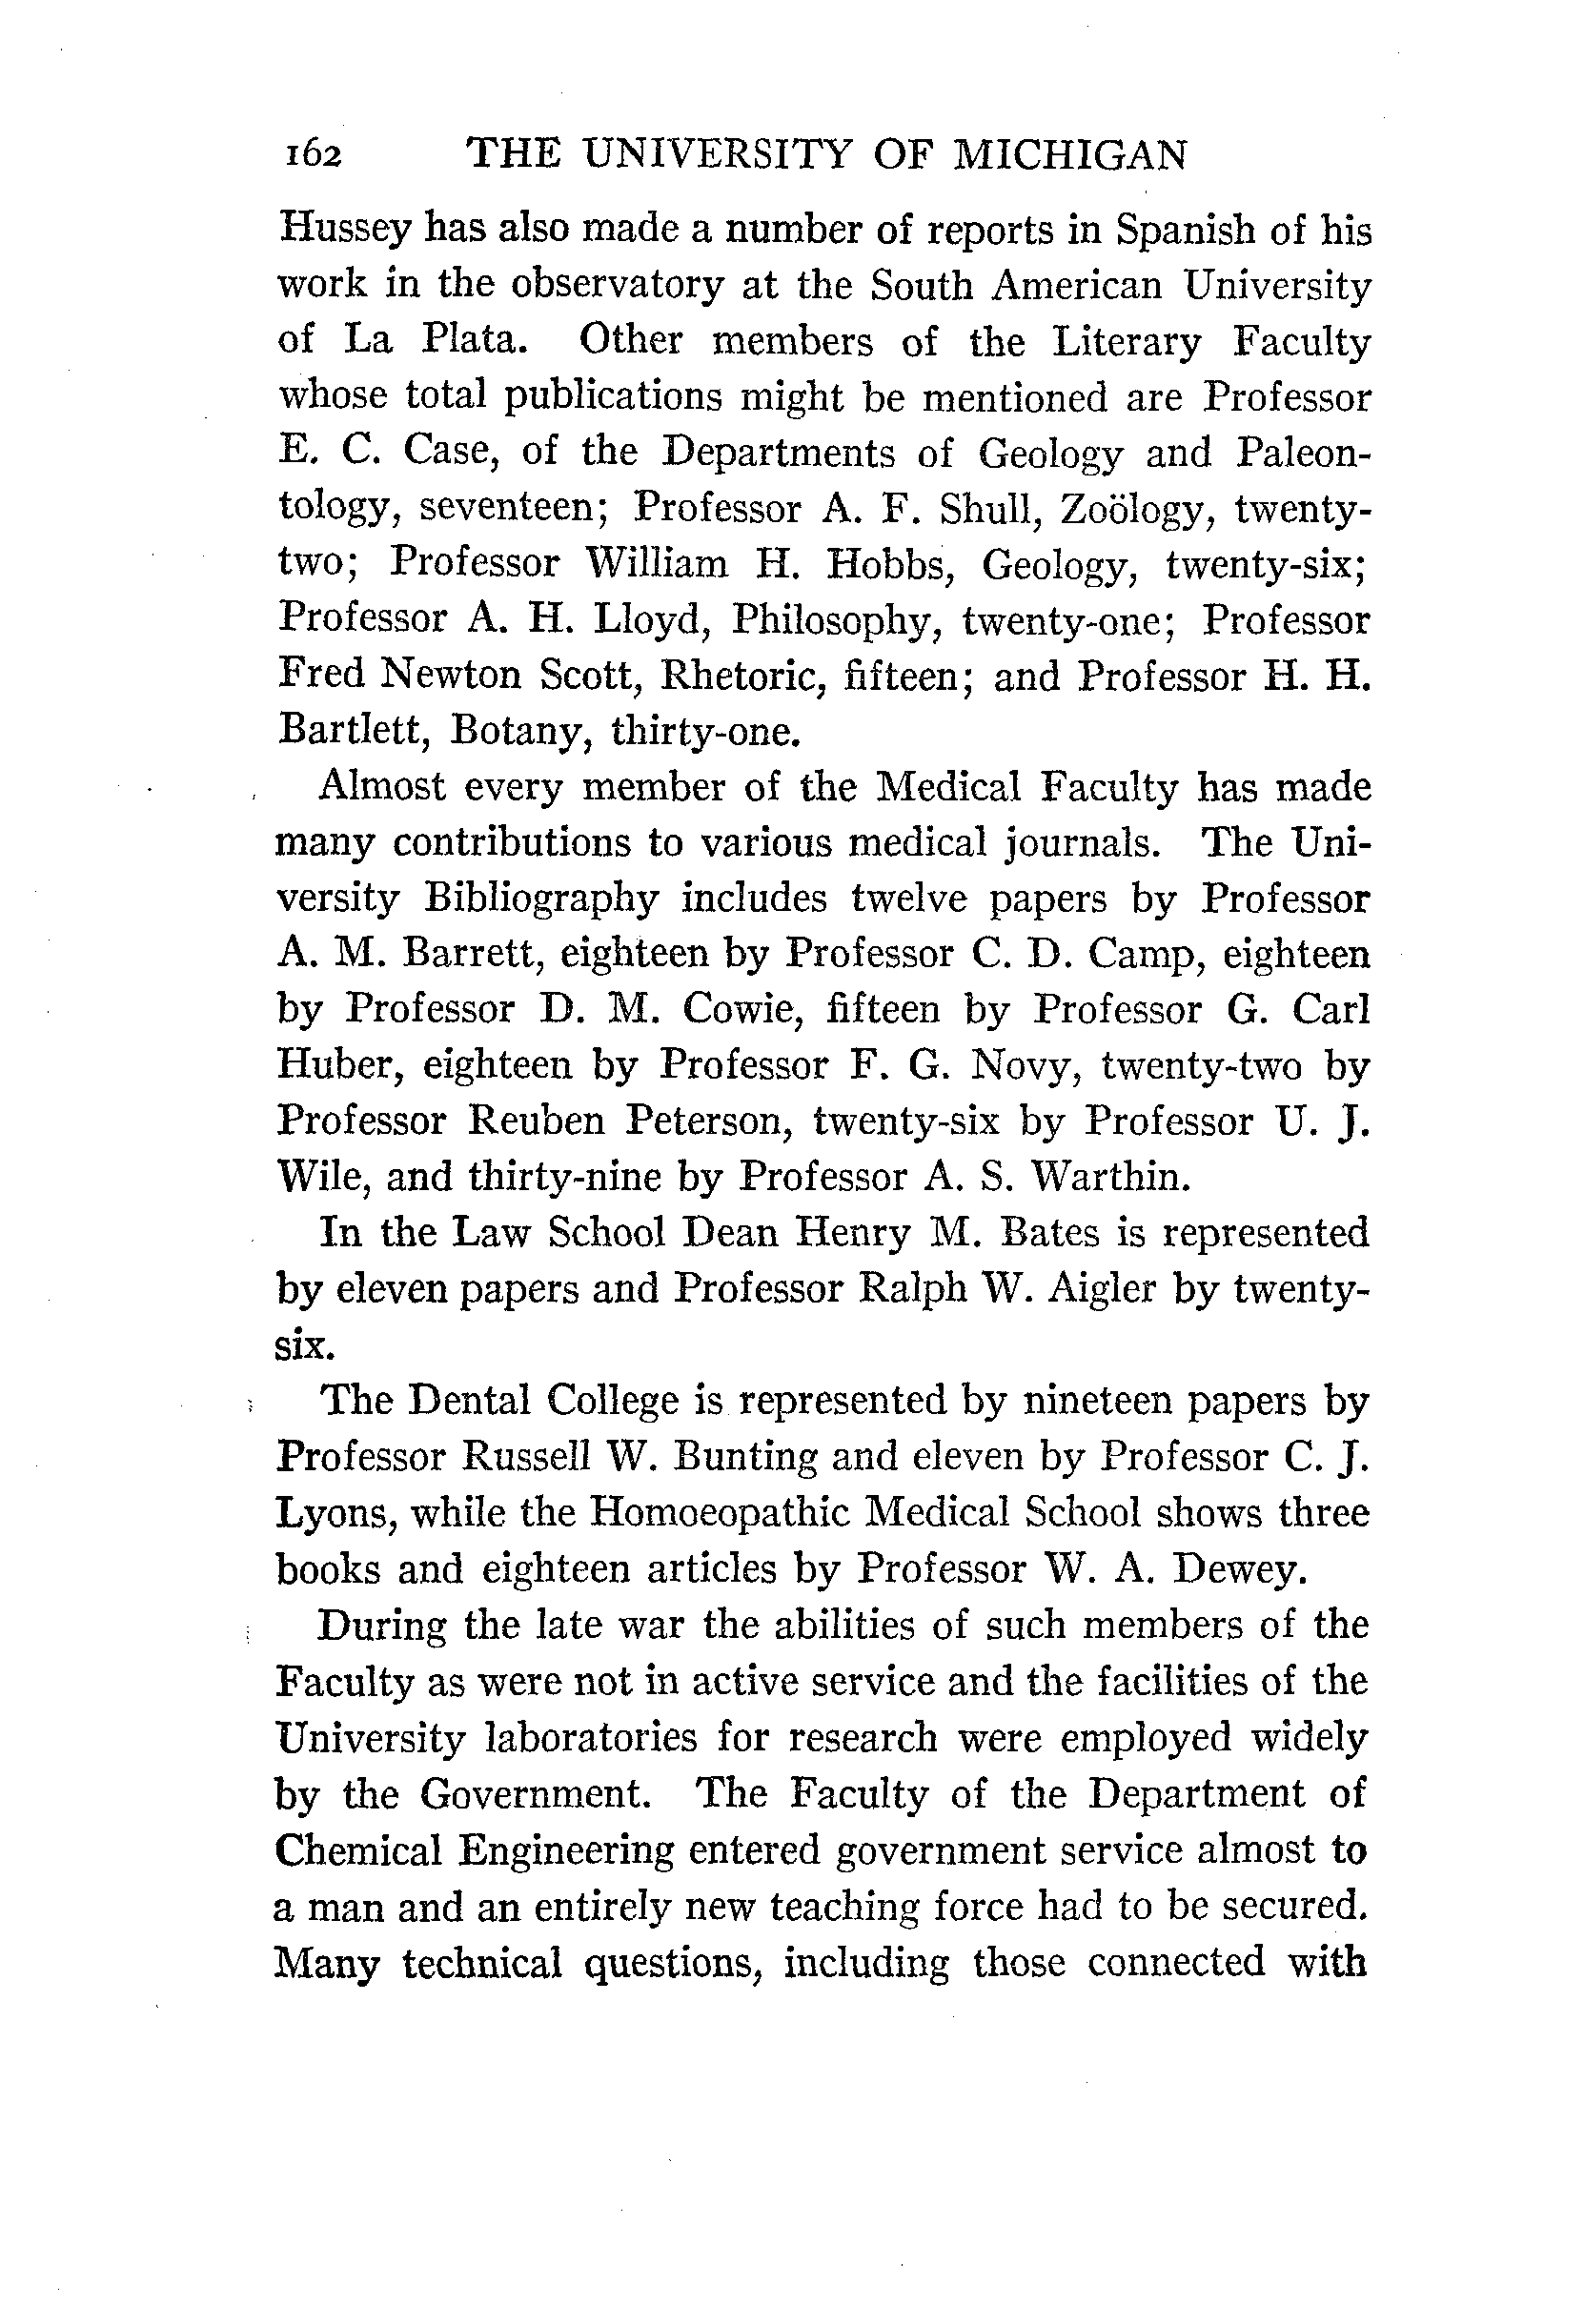 162 THE UNIVERSITY OF MICHIGAN
Hussey has also made a number of reports in Spanish of his
work in the observatory at the South American University
of La Plata. Other members of the Literary Faculty
whose total publications might be mentioned are Professor
E. C. Case, of the Departments of Geology and Paleon-
tology, seventeen; Professor A. F. Shull, Zoölogy, twenty-
two; Professor William H. Hobbs, Geology, twenty-six;
Professor A. H. Lloyd, Philosophy, twenty-one; Professor
Fred Newton Scott, Rhetoric, fifteen; and Professor H. H.
Bartlett, Botany, thirty-one.
Almost every member of the Medical Faculty has made
many contributions to various medical journals. The Uni-
versity Bibliography includes twelve papers by Professor
A. M. Barrett, eighteen by Professor C. D. Camp, eighteen
by Professor D. M. Cowie, fifteen by Professor G. Carl
Huber, eighteen by Professor F. G. Novy, twenty-two by
Professor Reuben Peterson, twenty-six by Professor U. J.
Wile, and thirty-nine by Professor A. S. Warthin.
In the Law School Dean Henry M. Bates is represented
by eleven papers and Professor Ralph W. Aigler by twenty-
six.
The Dental College is represented by nineteen papers by
Professor Russell W. Bunting and eleven by Professor C. J.
Lyons, while the Homoeopathic Medical School shows three
books and eighteen articles by Professor W. A. Dewey.
During the late war the abilities of such members of the
Faculty as were not in active service and the facilities of the
University laboratories for research were employed widely
by the Government. The Faculty of the Department of
Chemical Engineering entered government service almost to
a man and an entirely new teaching force had to be secured.
Many technical questions, including those connected with